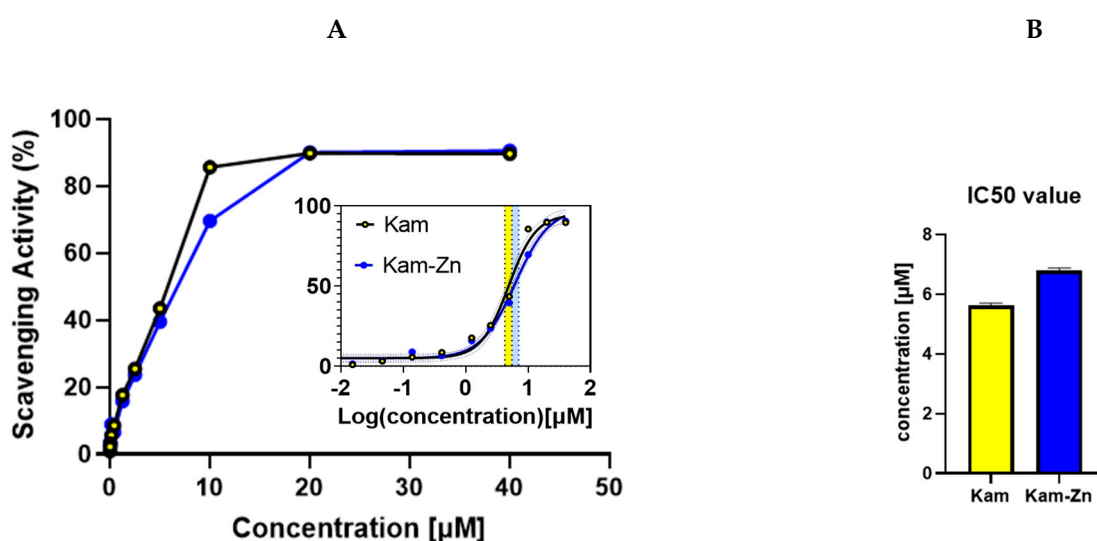 A
B
Scavenging Activity (%)
100
80
60
40
20
0
0
10
20
30
40
50
Concentration [µM]
100
50
0
Kam
Kam-Zn
-2
-1
0
1
2
Log(concentration)[µM]
IC50 value
concentration [µM]
8
6
4
2
0
Kam
Kam-Zn